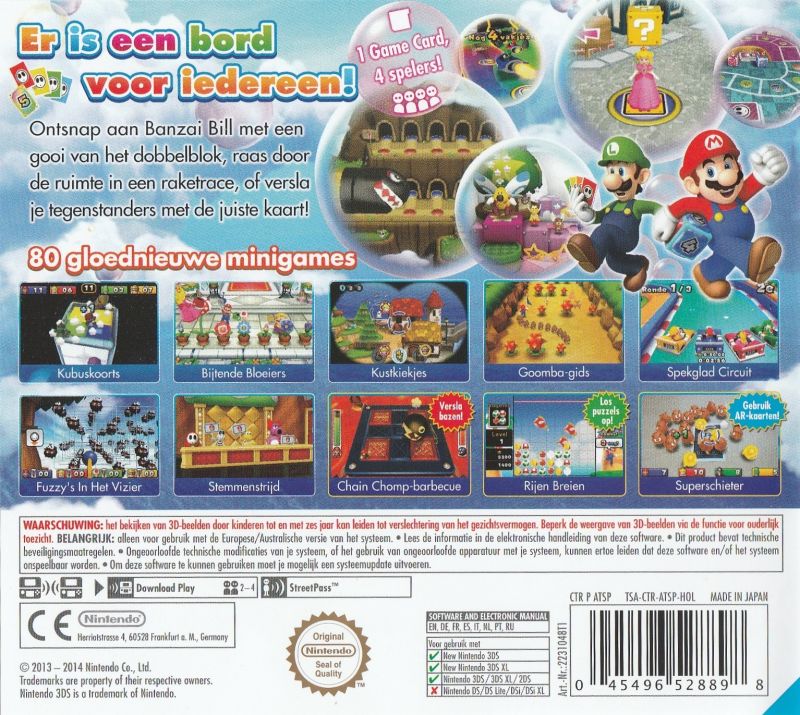 Er is een bord
voor iedereen!
1 Game Card,
4 spelers!
Nog 4 vakjes
Ontsnap aan Banzai Bill met een
gooi van het dobbelblok, raas door
de ruimte in een raketrace, of versla
je tegenstanders met de juiste kaart!
80 gloednieuwe minigames
Kubuskoorts
Bijtende Bloeiers
Kustkiekjes
Goomba-gids
Ronde 1/3
2e
Spekglad Circuit
Fuzzy's In Het Vizier
Stemmenstrijd
Versla
bazen!
Chain Chomp-barbecue
Los
puzzels
op!
Level
1
Rijen Breien
Gebruik
AR-kaarten!
Superschieter
WAARSCHUWING: het bekijken van 3D-beelden door kinderen tot en met zes jaar kan leiden tot verslechtering van het gezichtsvermogen. Beperk de weergave van 3D-beelden via de functie voor ouderlijk
toezicht. BELANGRIJK: alleen voor gebruik met de Europese/Australische versie van het systeem. • Lees de informatie in de elektronische handleiding van deze software. • Dit product bevat technische
beveiligingsmaatregelen. • Ongeoorloofde technische modificaties van je systeem, of het gebruik van ongeoorloofde apparatuur met je systeem, kunnen ertoe leiden dat deze software en/of het systeem
onspeelbaar worden. • Om deze software te kunnen gebruiken moet je mogelijk een systeemupdate uitvoeren.
Download Play
2–4
StreetPass™
CTR P ATSP
TSA-CTR-ATSP-HOL
MADE IN JAPAN
CE
Nintendo
Herriotstrasse 4, 60528 Frankfurt a. M., Germany
© 2013 – 2014 Nintendo Co., Ltd.
Trademarks are property of their respective owners.
Nintendo 3DS is a trademark of Nintendo.
Original
Nintendo
Seal of
Quality
SOFTWARE AND ELECTRONIC MANUAL
EN, DE, FR, ES, IT, NL, PT, RU
Voor gebruik met
New Nintendo 3DS
New Nintendo 3DS XL
Nintendo 3DS/3DS XL/2DS
Nintendo DS/DS Lite/DSi/DSi XL
Art.-Nr.: 2231048T1
0 45496 52889 8